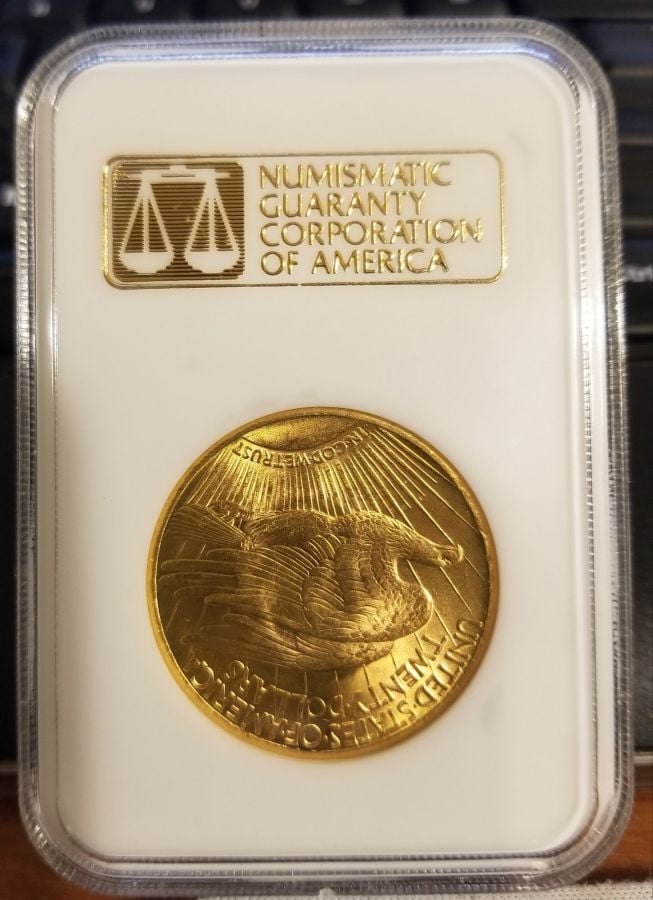 NUMISMATIC
GUARANTY
CORPORATION
OF AMERICA
IN·GOD·WE·TRUST
UNITED·STATES·OF·AMERICA
TWENTY·DOLLARS